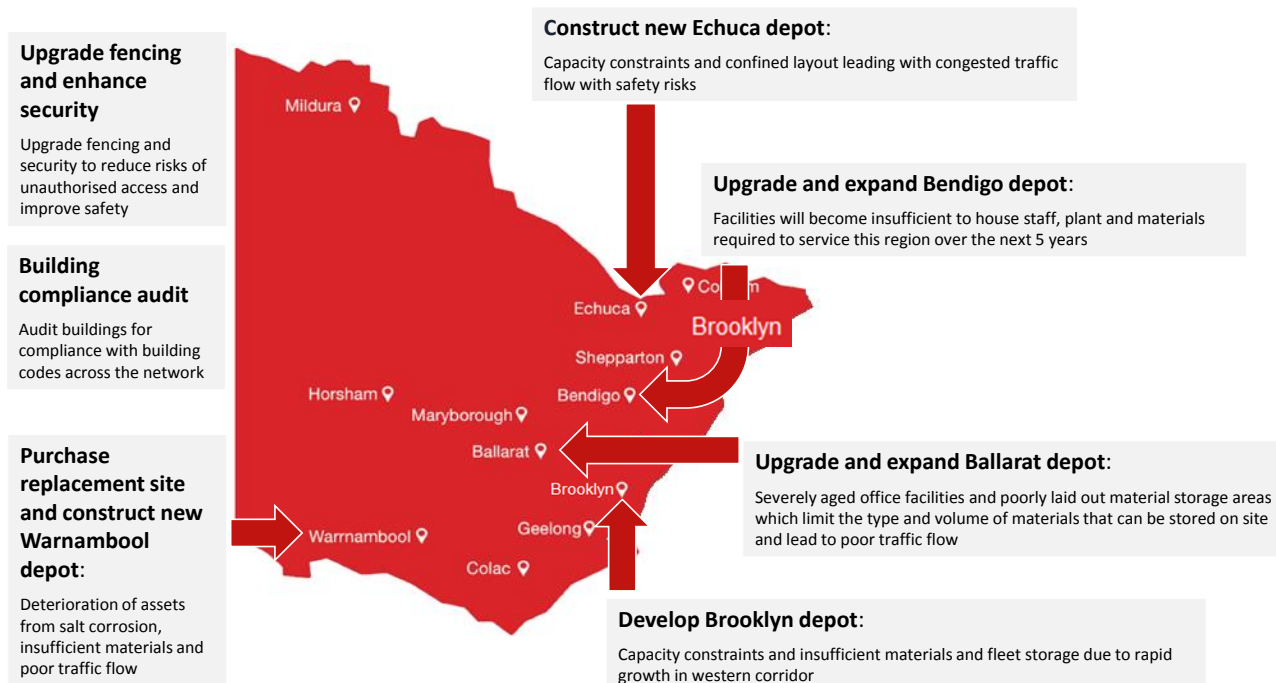 Upgrade fencing
and enhance
security
Upgrade fencing and
security to reduce risks of
unauthorised access and
improve safety
Building
compliance audit
Audit buildings for
compliance with building
codes across the network
Purchase
replacement site
and construct new
Warnambool
depot:
Deterioration of assets
from salt corrosion,
insufficient materials and
poor traffic flow
Construct new Echuca depot:
Capacity constraints and confined layout leading with congested traffic
flow with safety risks
Upgrade and expand Bendigo depot:
Facilities will become insufficient to house staff, plant and materials
required to service this region over the next 5 years
Upgrade and expand Ballarat depot:
Severely aged office facilities and poorly laid out material storage areas
which limit the type and volume of materials that can be stored on site
and lead to poor traffic flow
Develop Brooklyn depot:
Capacity constraints and insufficient materials and fleet storage due to rapid
growth in western corridor
Mildura
Echuca
Brooklyn
Shepparton
Horsham
Bendigo
Maryborough
Ballarat
Brooklyn
Geelong
Warrnambool
Colac